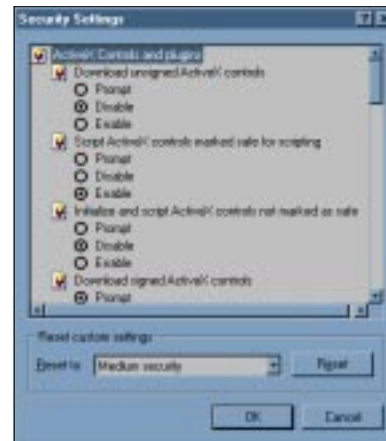 Security Settings
ActiveX Controls and plugins
Download unsigned ActiveX controls
Prompt
Disable
Enable
Script ActiveX controls marked safe for scripting
Prompt
Disable
Enable
Initialize and script ActiveX controls not marked as safe
Prompt
Disable
Enable
Download signed ActiveX controls
Prompt
Reset custom settings
Reset to: Medium security Reset
OK Cancel